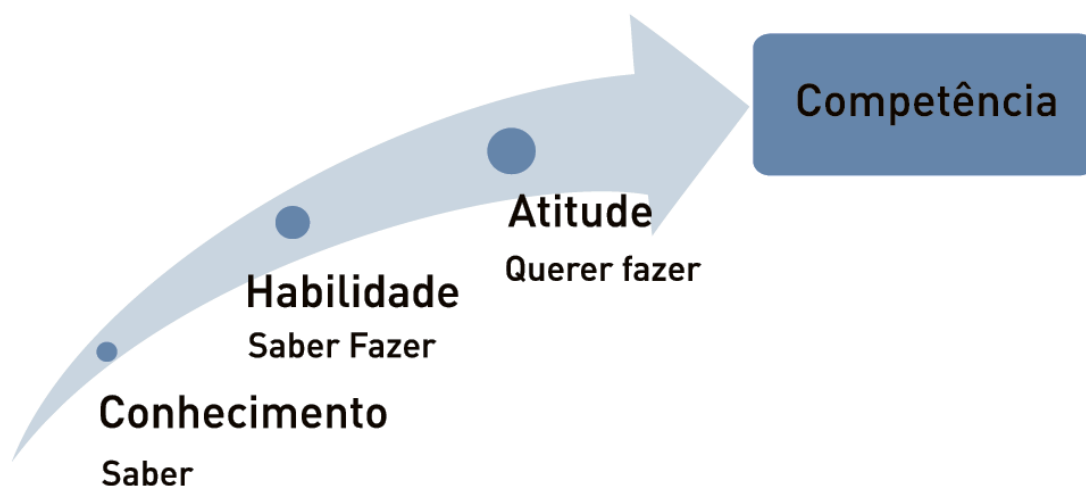 Competência
Atitude
Querer fazer
Habilidade
Saber Fazer
Conhecimento
Saber